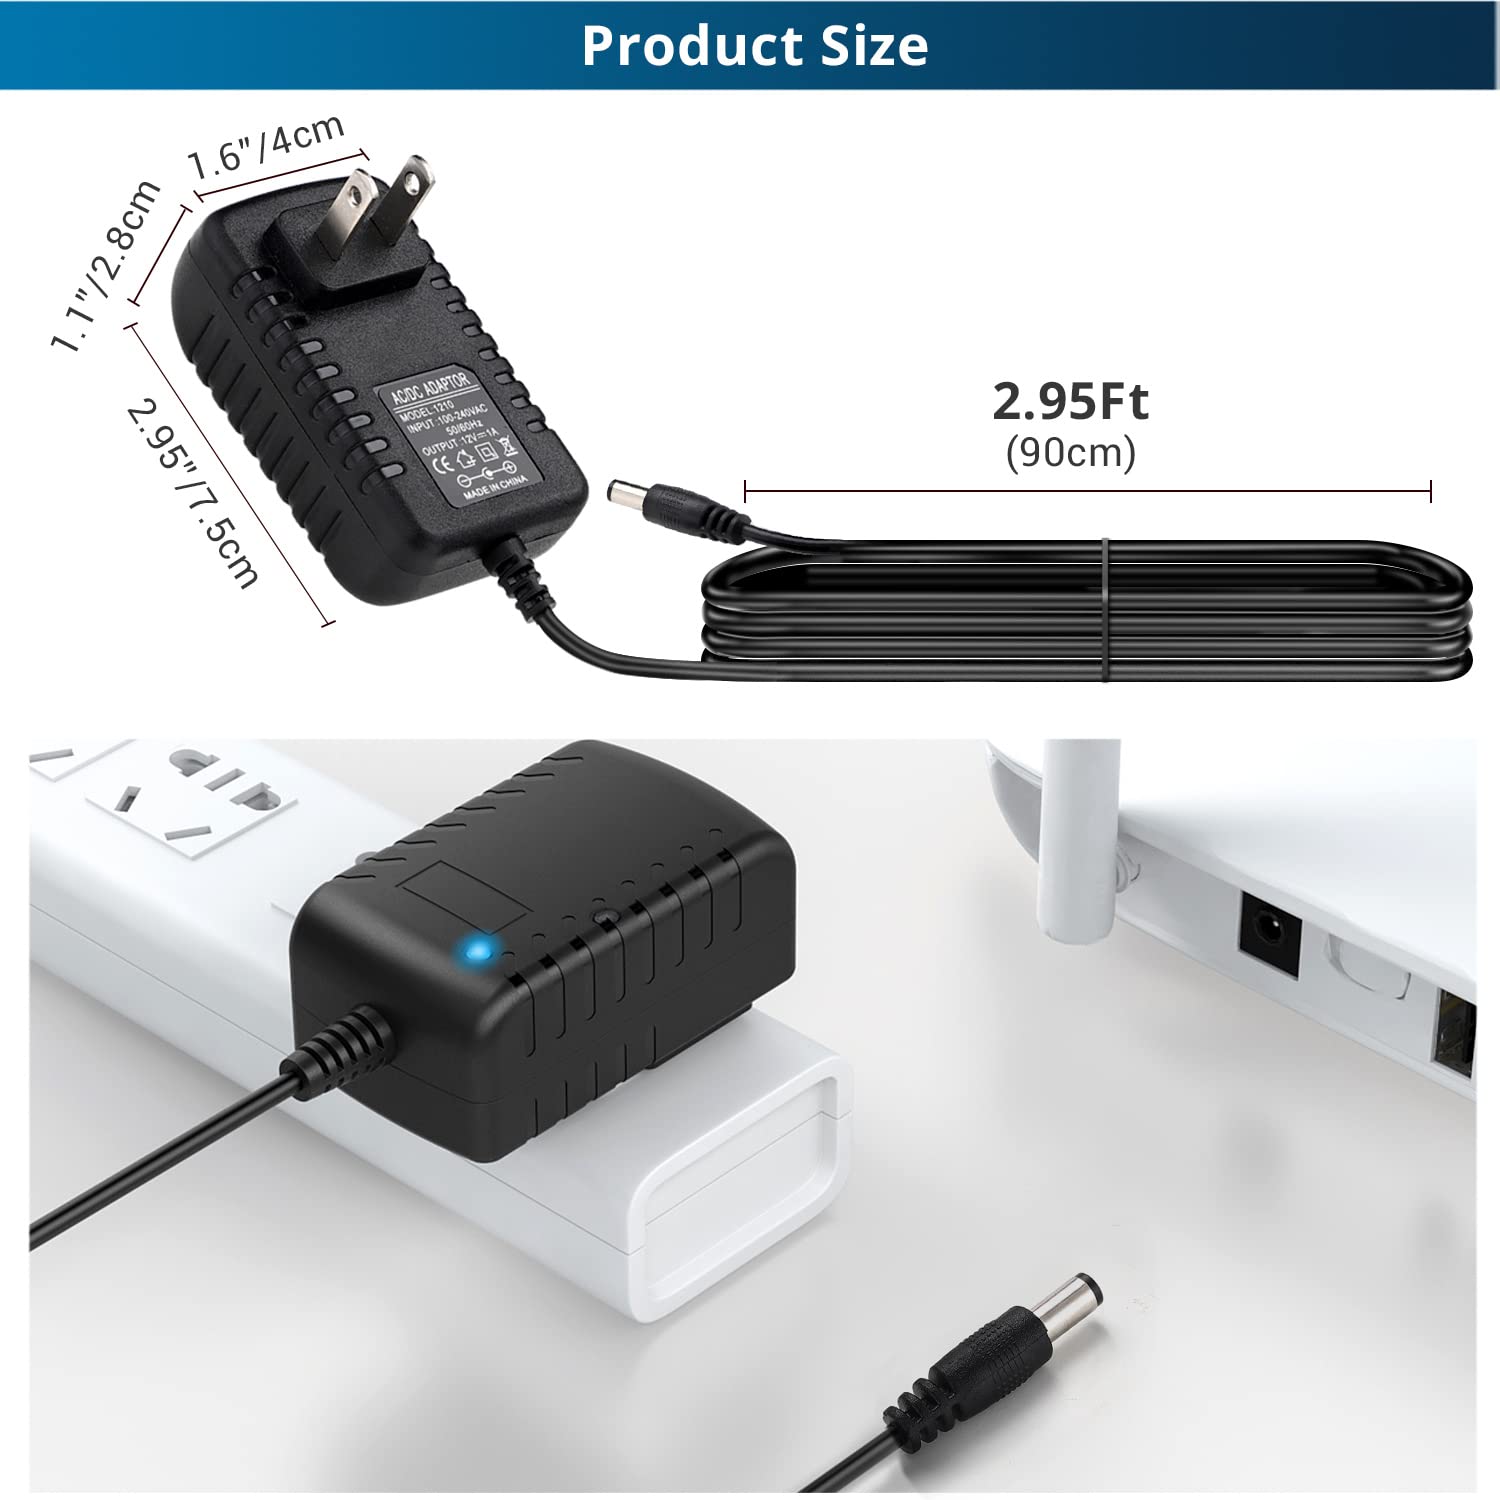 Product Size
1.6"/4cm
1.1"/2.8cm
2.95"/7.5cm
2.95Ft
(90cm)
AC/DC ADAPTOR
MODEL:1210
INPUT :100-240VAC
50/60Hz
OUTPUT :12V⎓1A
CE
MADE IN CHINA